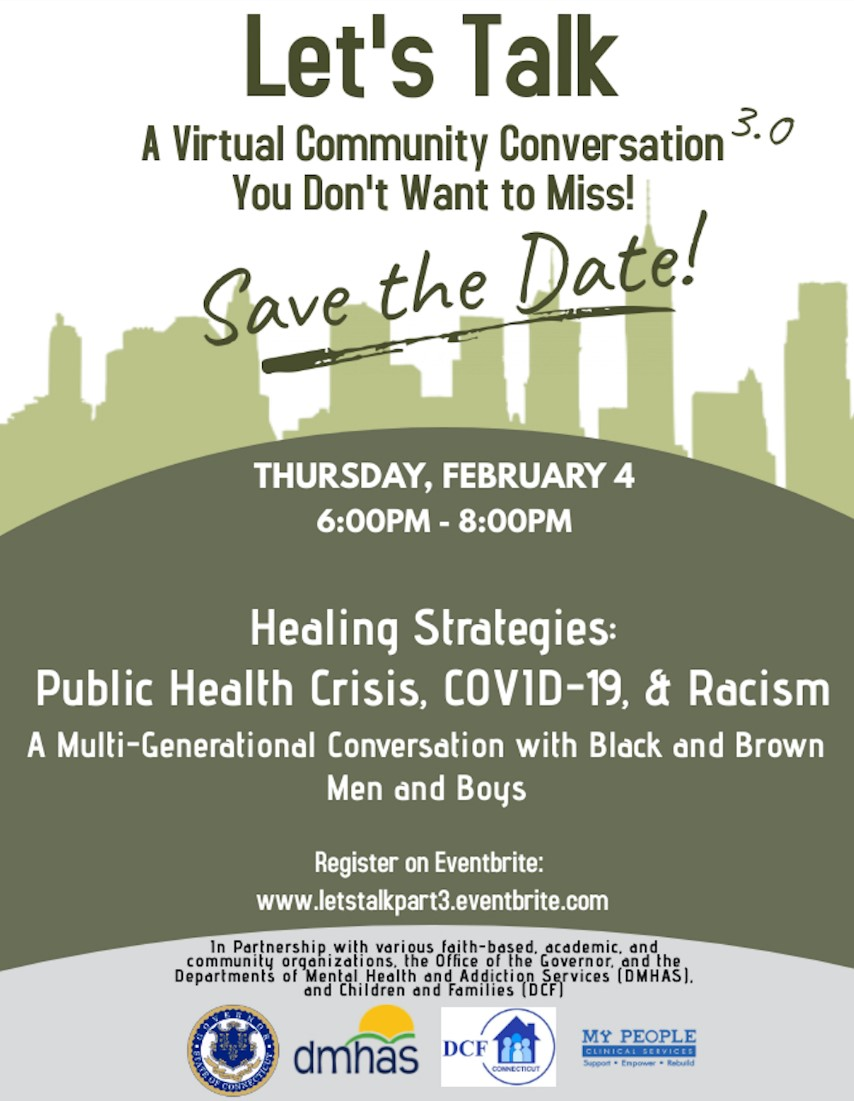 Let's Talk
A Virtual Community Conversation 3.0
You Don't Want to Miss!
Save the Date!
THURSDAY, FEBRUARY 4
6:00PM - 8:00PM
Healing Strategies:
Public Health Crisis, COVID-19, & Racism
A Multi-Generational Conversation with Black and Brown
Men and Boys
Register on Eventbrite:
www.letstalkpart3.eventbrite.com
In Partnership with various faith-based, academic, and
community organizations, the Office of the Governor, and the
Departments of Mental Health and Addiction Services (DMHAS),
and Children and Families (DCF)
GOVERNOR
STATE OF CONNECTICUT
dmhas
DCF
CONNECTICUT
MY PEOPLE
CLINICAL SERVICES
Support • Empower • Rebuild